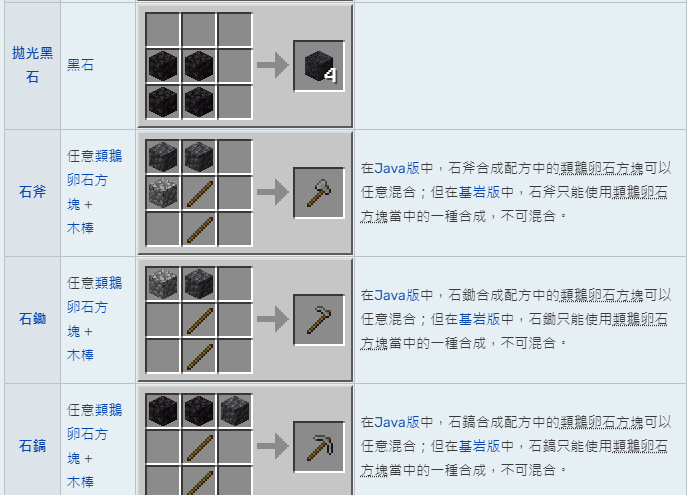 拋光黑
石
黑石
4
石斧
任意類鵝
卵石方
塊 +
木棒
在Java版中，石斧合成配方中的類鵝卵石方塊可以
任意混合；但在基岩版中，石斧只能使用類鵝卵石
方塊當中的一種合成，不可混合。
石鋤
任意類鵝
卵石方
塊 +
木棒
在Java版中，石鋤合成配方中的類鵝卵石方塊可以
任意混合；但在基岩版中，石鋤只能使用類鵝卵石
方塊當中的一種合成，不可混合。
石鎬
任意類鵝
卵石方
塊 +
木棒
在Java版中，石鎬合成配方中的類鵝卵石方塊可以
任意混合；但在基岩版中，石鎬只能使用類鵝卵石
方塊當中的一種合成，不可混合。